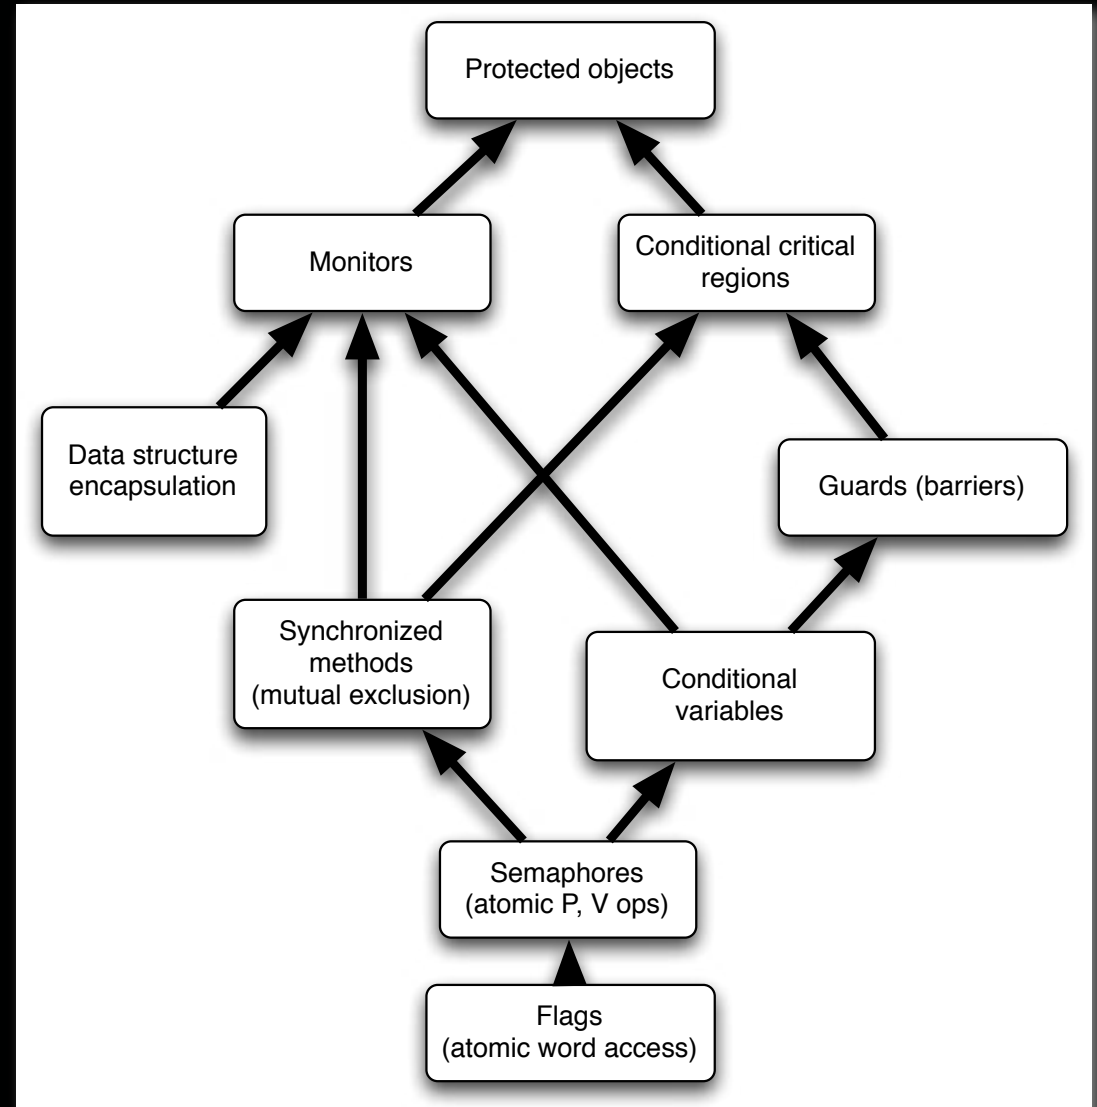 Protected objects
Monitors
Conditional critical
regions
Data structure
encapsulation
Guards (barriers)
Synchronized
methods
(mutual exclusion)
Conditional
variables
Semaphores
(atomic P, V ops)
Flags
(atomic word access)